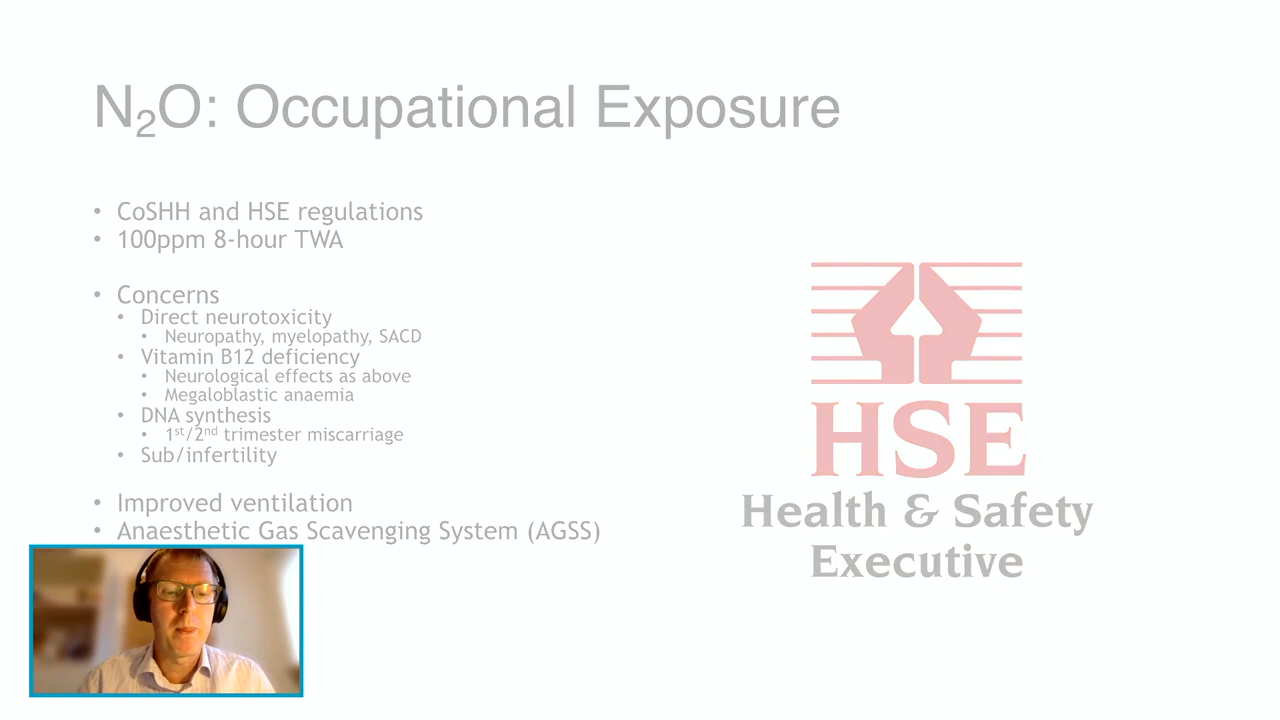 N₂O: Occupational Exposure
• CoSHH and HSE regulations
• 100ppm 8-hour TWA
• Concerns
• Direct neurotoxicity
• Neuropathy, myelopathy, SACD
• Vitamin B12 deficiency
• Neurological effects as above
• Megaloblastic anaemia
• DNA synthesis
• 1st/2nd trimester miscarriage
• Sub/infertility
• Improved ventilation
• Anaesthetic Gas Scavenging System (AGSS)
HSE
Health & Safety
Executive